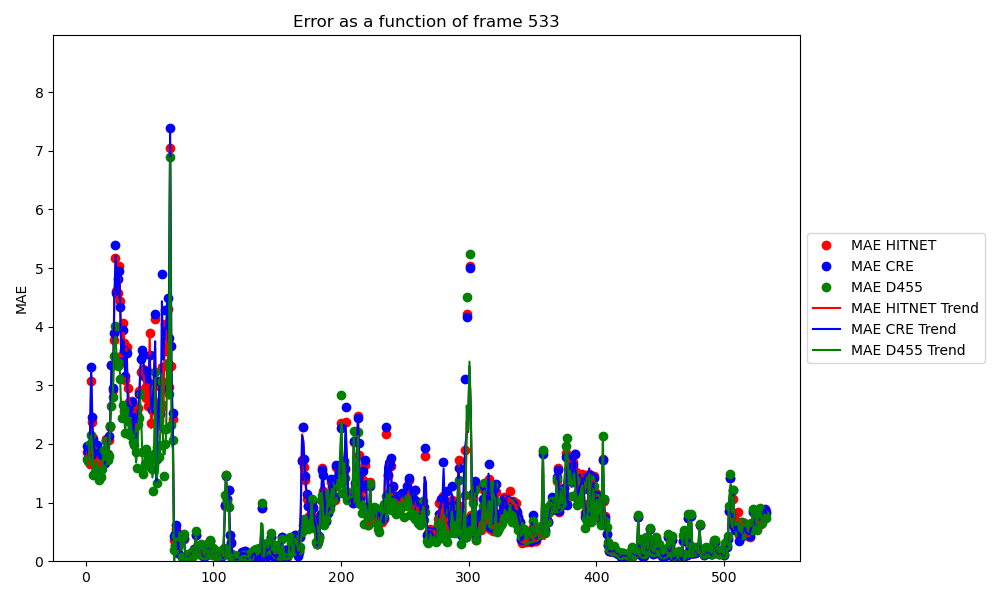 Error as a function of frame 533
MAE
8
7
6
5
4
3
2
1
0
0 100 200 300 400 500
MAE HITNET
MAE CRE
MAE D455
MAE HITNET Trend
MAE CRE Trend
MAE D455 Trend